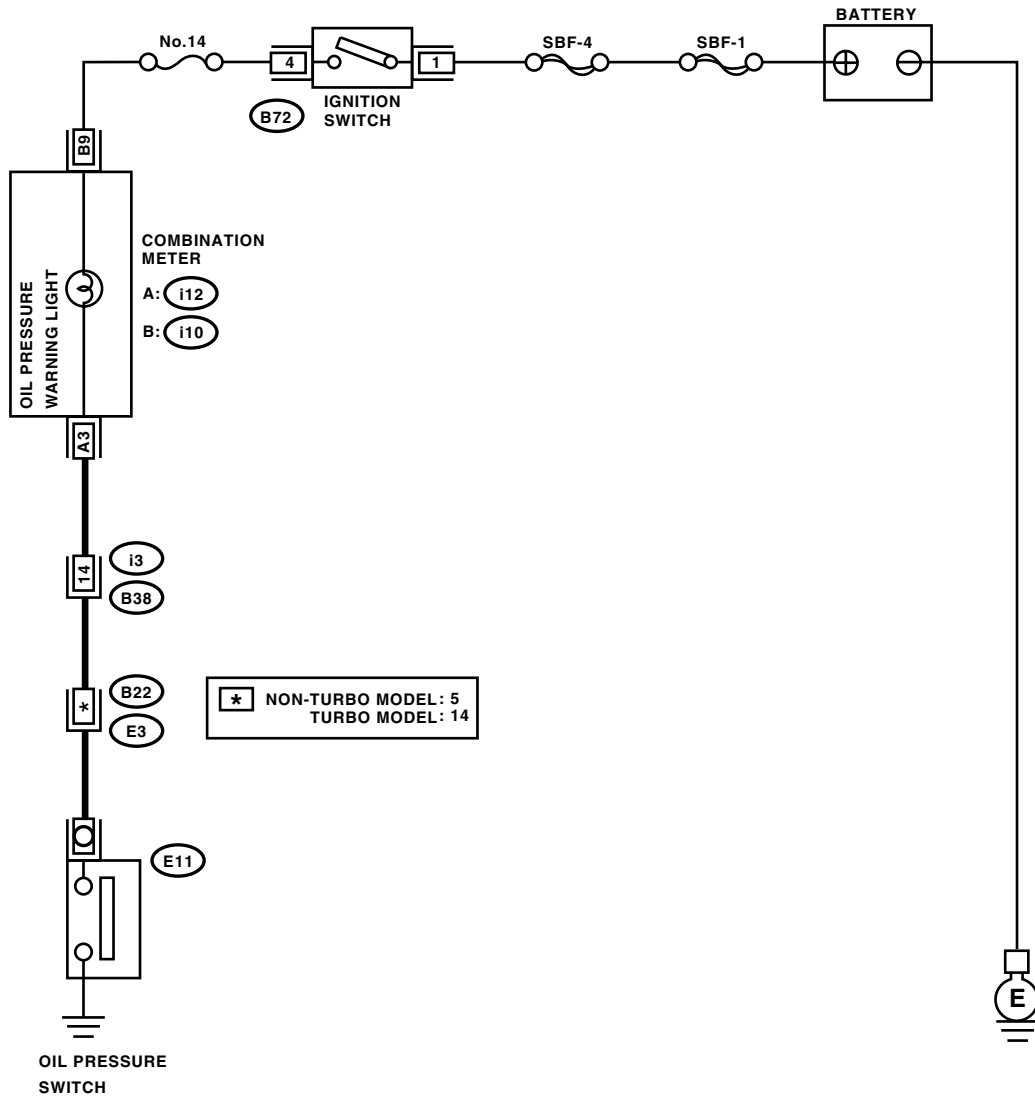 BATTERY
No.14
SBF-4
SBF-1
4
1
IGNITION
SWITCH
B72
B9
OIL PRESSURE
WARNING LIGHT
COMBINATION
METER
A: i12
B: i10
A3
14
i3
B38
*
B22
E3
* NON-TURBO MODEL: 5
TURBO MODEL: 14
E11
E
OIL PRESSURE
SWITCH